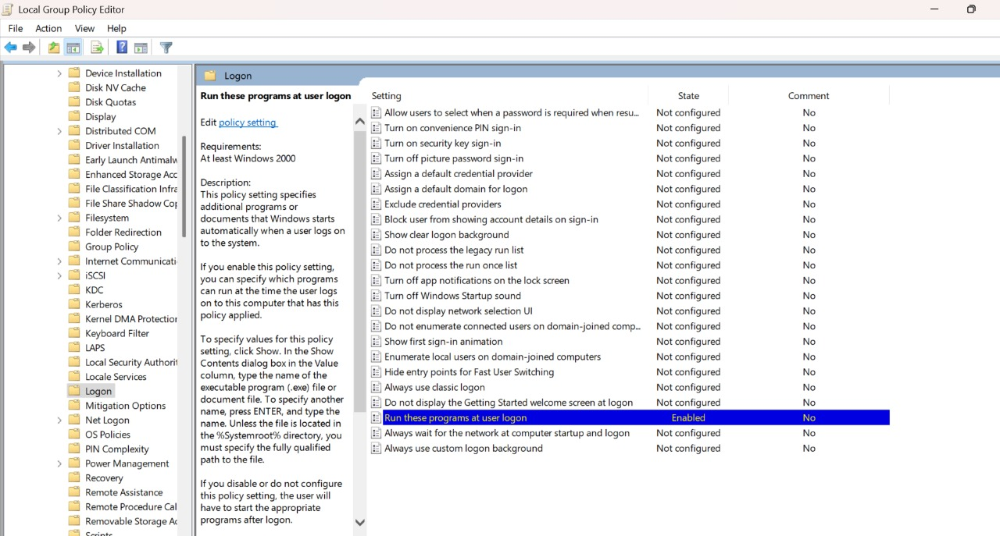 Local Group Policy Editor
File Action View Help
Device Installation
Disk NV Cache
Disk Quotas
Display
Distributed COM
Driver Installation
Early Launch Antimalw
Enhanced Storage Acc
File Classification Infra
File Share Shadow Cop
Filesystem
Folder Redirection
Group Policy
Internet Communicati
iSCSI
KDC
Kerberos
Kernel DMA Protection
Keyboard Filter
LAPS
Local Security Authorit
Locale Services
Logon
Mitigation Options
Net Logon
OS Policies
PIN Complexity
Power Management
Recovery
Remote Assistance
Remote Procedure Cal
Removable Storage Ac
Scripts
Logon
Run these programs at user logon
Edit policy setting
Requirements:
At least Windows 2000
Description:
This policy setting specifies
additional programs or
documents that Windows starts
automatically when a user logs on
to the system.
If you enable this policy setting,
you can specify which programs
can run at the time the user logs
on to this computer that has this
policy applied.
To specify values for this policy
setting, click Show. In the Show
Contents dialog box in the Value
column, type the name of the
executable program (.exe) file or
document file. To specify another
name, press ENTER, and type the
name. Unless the file is located in
the %Systemroot% directory, you
must specify the fully qualified
path to the file.
If you disable or do not configure
this policy setting, the user will
have to start the appropriate
programs after logon.
Setting State Comment
Allow users to select when a password is required when resu... Not configured No
Turn on convenience PIN sign-in Not configured No
Turn on security key sign-in Not configured No
Turn off picture password sign-in Not configured No
Assign a default credential provider Not configured No
Assign a default domain for logon Not configured No
Exclude credential providers Not configured No
Block user from showing account details on sign-in Not configured No
Show clear logon background Not configured No
Do not process the legacy run list Not configured No
Do not process the run once list Not configured No
Turn off app notifications on the lock screen Not configured No
Turn off Windows Startup sound Not configured No
Do not display network selection UI Not configured No
Do not enumerate connected users on domain-joined comp... Not configured No
Show first sign-in animation Not configured No
Enumerate local users on domain-joined computers Not configured No
Hide entry points for Fast User Switching Not configured No
Always use classic logon Not configured No
Do not display the Getting Started welcome screen at logon Not configured No
Run these programs at user logon Enabled No
Always wait for the network at computer startup and logon Not configured No
Always use custom logon background Not configured No